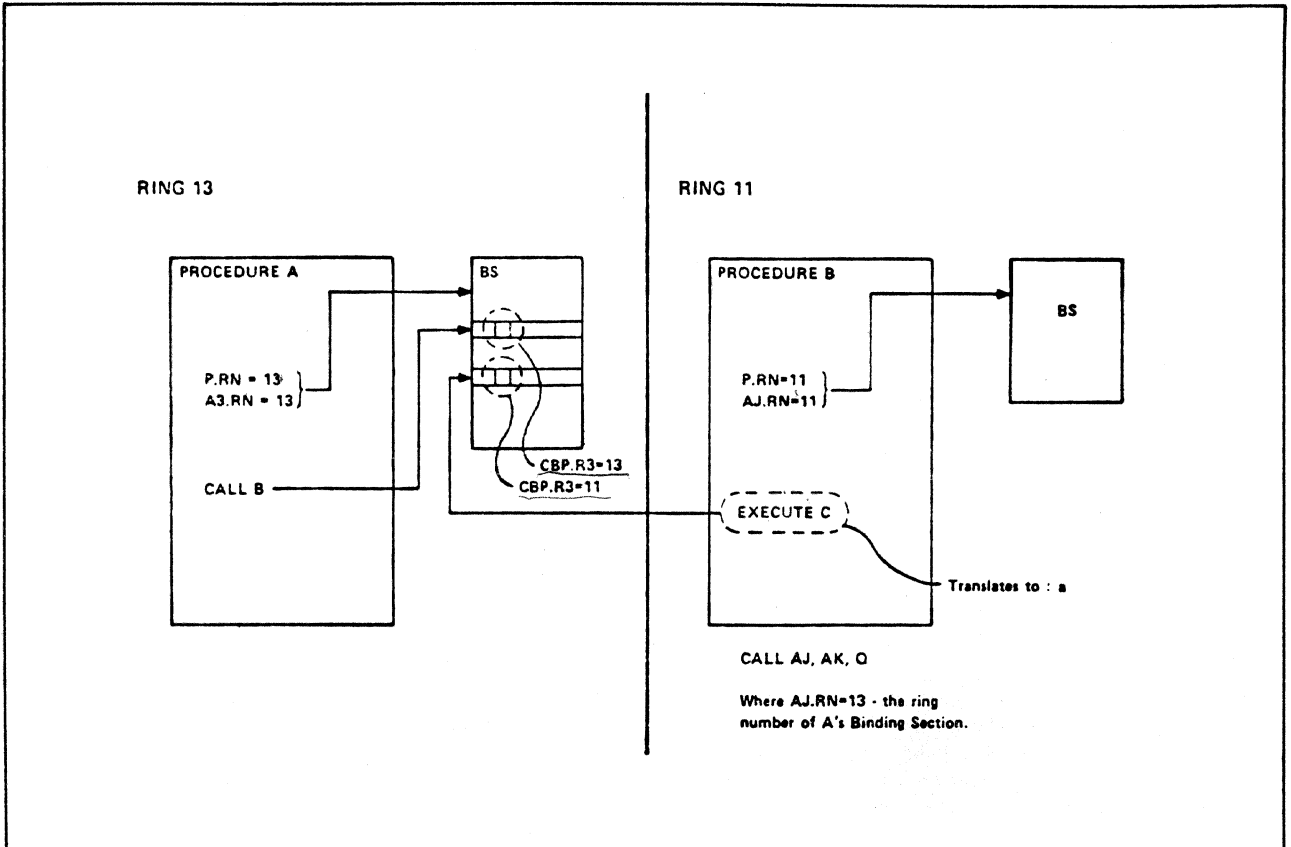 RING 13
RING 11
PROCEDURE A
BS
PROCEDURE B
BS
P.RN = 13
A3.RN = 13
P.RN=11
AJ.RN=11
CBP.R3=13
CALL B
CBP.R3=11
EXECUTE C
Translates to : a
CALL AJ, AK, Q
Where AJ.RN=13 - the ring
number of A's Binding Section.